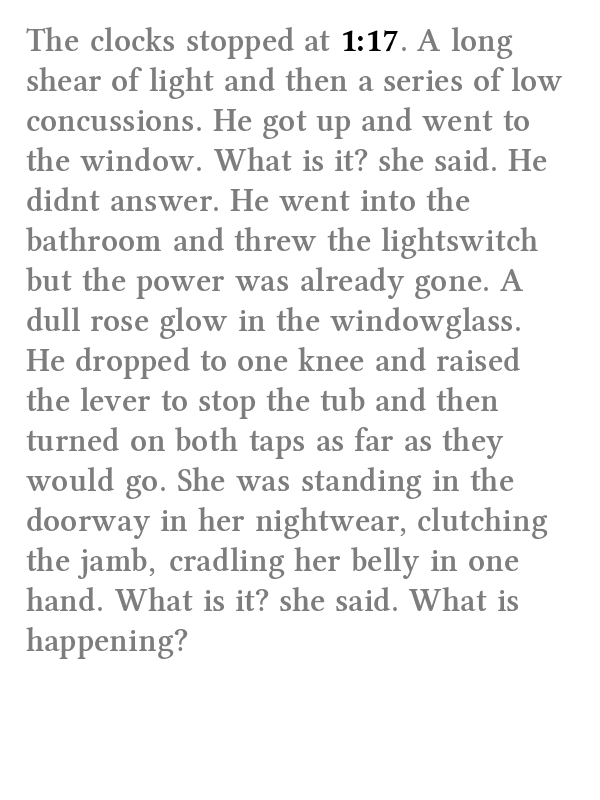 The clocks stopped at 1:17. A long
shear of light and then a series of low
concussions. He got up and went to
the window. What is it? she said. He
didnt answer. He went into the
bathroom and threw the lightswitch
but the power was already gone. A
dull rose glow in the windowglass.
He dropped to one knee and raised
the lever to stop the tub and then
turned on both taps as far as they
would go. She was standing in the
doorway in her nightwear, clutching
the jamb, cradling her belly in one
hand. What is it? she said. What is
happening?